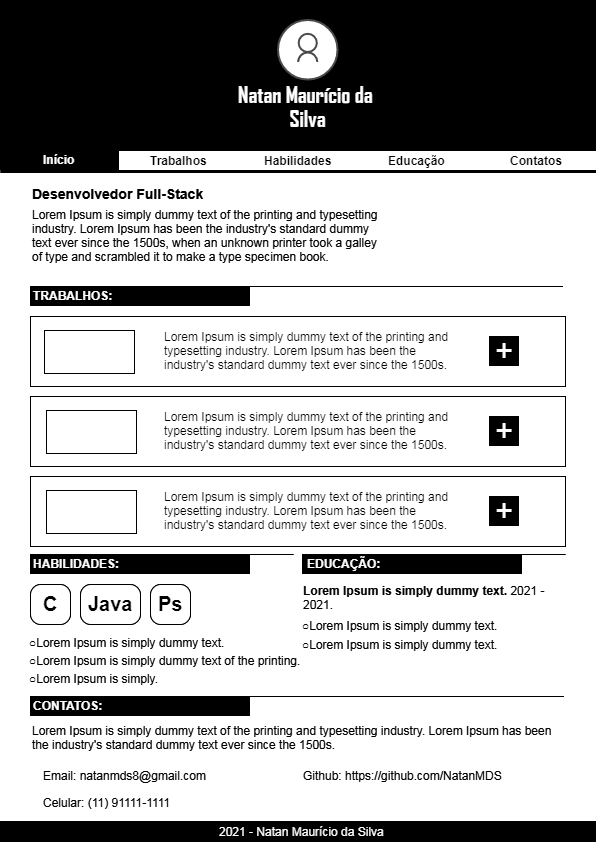 Natan Maurício da
Silva
Início
Trabalhos
Habilidades
Educação
Contatos
Desenvolvedor Full-Stack
Lorem Ipsum is simply dummy text of the printing and typesetting
industry. Lorem Ipsum has been the industry's standard dummy
text ever since the 1500s, when an unknown printer took a galley
of type and scrambled it to make a type specimen book.
TRABALHOS:
Lorem Ipsum is simply dummy text of the printing and
typesetting industry. Lorem Ipsum has been the
industry's standard dummy text ever since the 1500s.
+
Lorem Ipsum is simply dummy text of the printing and
typesetting industry. Lorem Ipsum has been the
industry's standard dummy text ever since the 1500s.
+
Lorem Ipsum is simply dummy text of the printing and
typesetting industry. Lorem Ipsum has been the
industry's standard dummy text ever since the 1500s.
+
HABILIDADES:
C
Java
Ps
○Lorem Ipsum is simply dummy text.
○Lorem Ipsum is simply dummy text of the printing.
○Lorem Ipsum is simply.
EDUCAÇÃO:
Lorem Ipsum is simply dummy text. 2021 -
2021.
○Lorem Ipsum is simply dummy text.
○Lorem Ipsum is simply dummy text.
CONTATOS:
Lorem Ipsum is simply dummy text of the printing and typesetting industry. Lorem Ipsum has been
the industry's standard dummy text ever since the 1500s.
Email: natanmds8@gmail.com
Github: https://github.com/NatanMDS
Celular: (11) 91111-1111
2021 - Natan Maurício da Silva